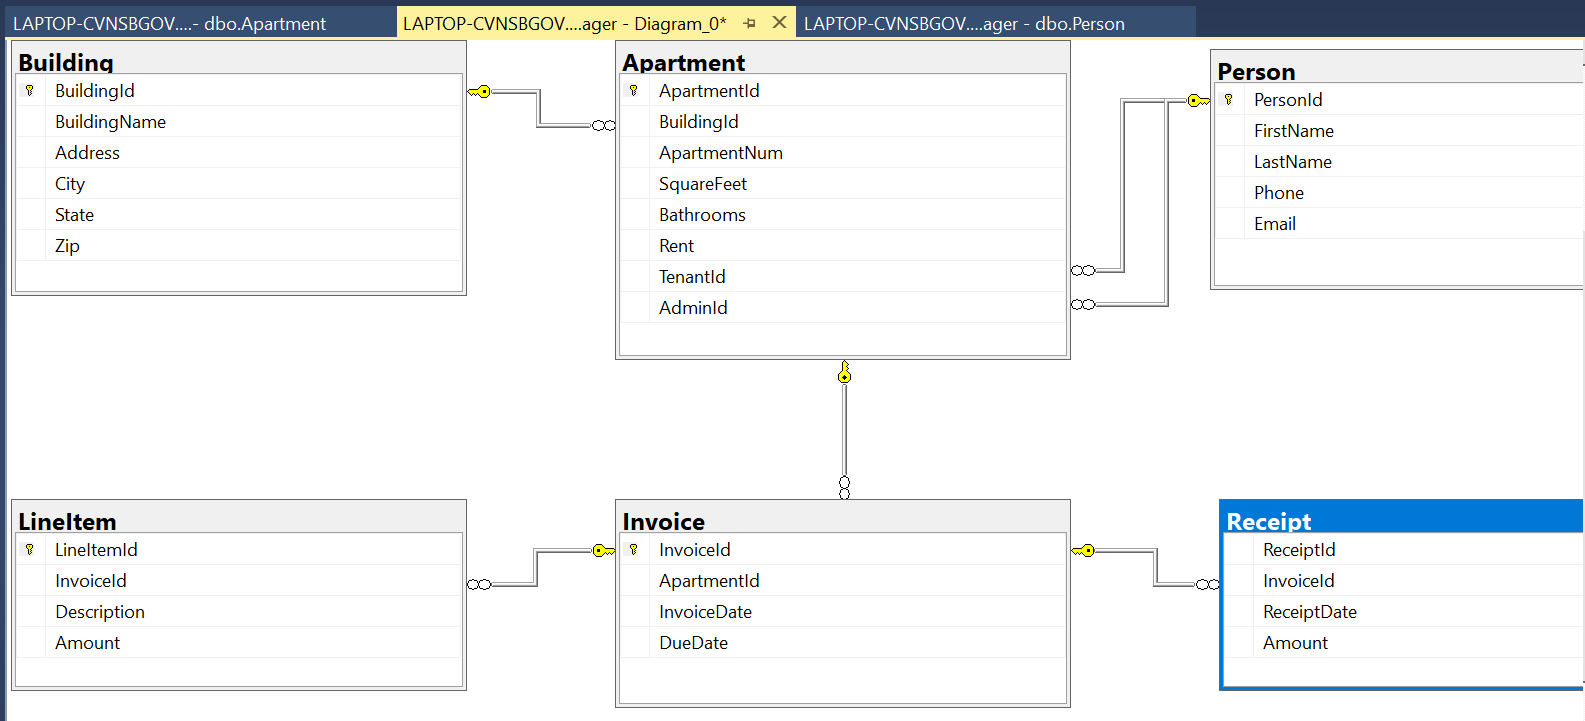 LAPTOP-CVNSBGOV....- dbo.Apartment
LAPTOP-CVNSBGOV....ager - Diagram_0*
LAPTOP-CVNSBGOV....ager - dbo.Person
Building
BuildingId
BuildingName
Address
City
State
Zip
Apartment
ApartmentId
BuildingId
ApartmentNum
SquareFeet
Bathrooms
Rent
TenantId
AdminId
Person
PersonId
FirstName
LastName
Phone
Email
LineItem
LineItemId
InvoiceId
Description
Amount
Invoice
InvoiceId
ApartmentId
InvoiceDate
DueDate
Receipt
ReceiptId
InvoiceId
ReceiptDate
Amount